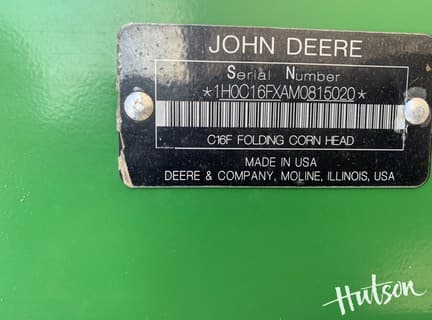 JOHN DEERE
Serial Number
*1H0C16FXAM0815020*
C16F FOLDING CORN HEAD
MADE IN USA
DEERE & COMPANY, MOLINE, ILLINOIS, USA
Hutson